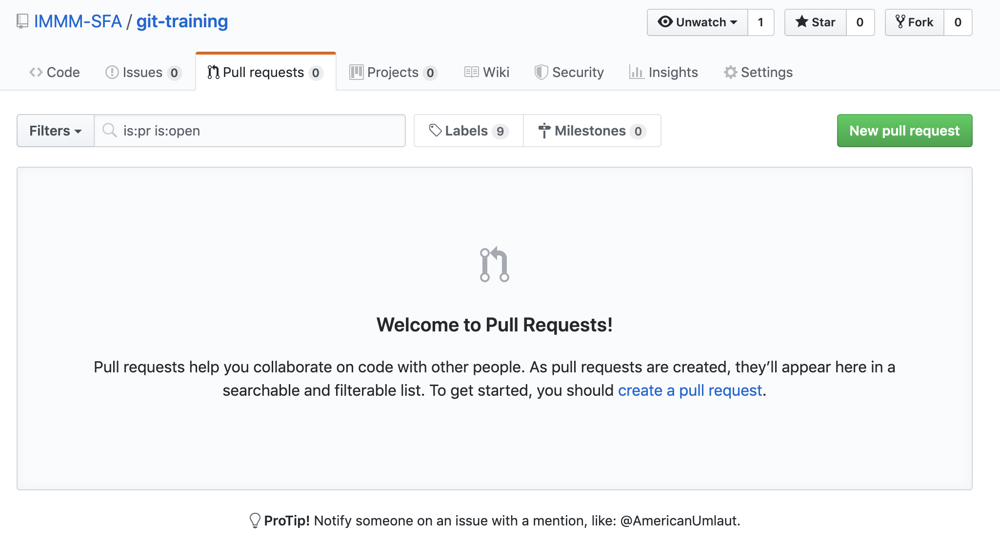 IMMM-SFA / git-training
Unwatch 1 Star 0 Fork 0
Code Issues 0 Pull requests 0 Projects 0 Wiki Security Insights Settings
Filters is:pr is:open Labels 9 Milestones 0 New pull request
Welcome to Pull Requests!
Pull requests help you collaborate on code with other people. As pull requests are created, they’ll appear here in a
searchable and filterable list. To get started, you should create a pull request.
ProTip! Notify someone on an issue with a mention, like: @AmericanUmlaut.